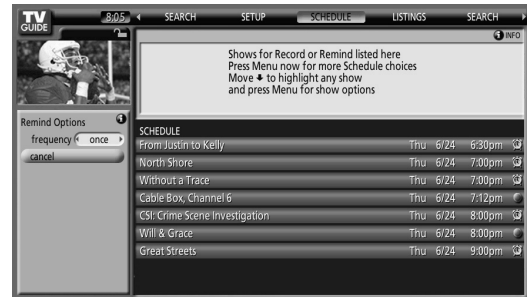 TV
GUIDE
8:05
SEARCH SETUP SCHEDULE LISTINGS SEARCH
INFO
Shows for Record or Remind listed here
Press Menu now for more Schedule choices
Move to highlight any show
and press Menu for show options
Remind Options
frequency once
cancel
SCHEDULE
From Justin to Kelly Thu 6/24 6:30pm
North Shore Thu 6/24 7:00pm
Without a Trace Thu 6/24 7:00pm
Cable Box, Channel 6 Thu 6/24 7:12pm
CSI: Crime Scene Investigation Thu 6/24 8:00pm
Will & Grace Thu 6/24 8:00pm
Great Streets Thu 6/24 9:00pm